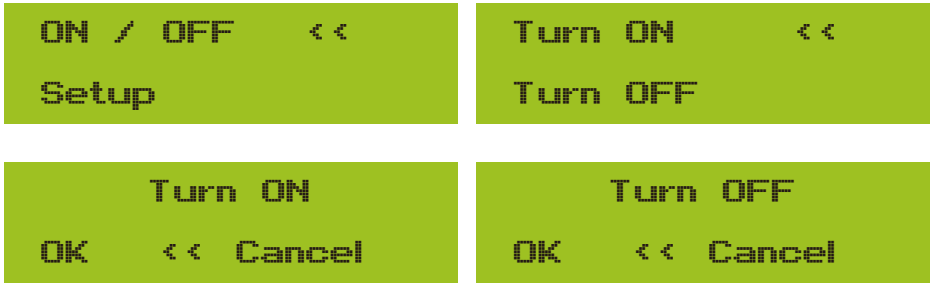 ON / OFF <<
Setup
Turn ON <<
Turn OFF
Turn ON
OK << Cancel
Turn OFF
OK << Cancel